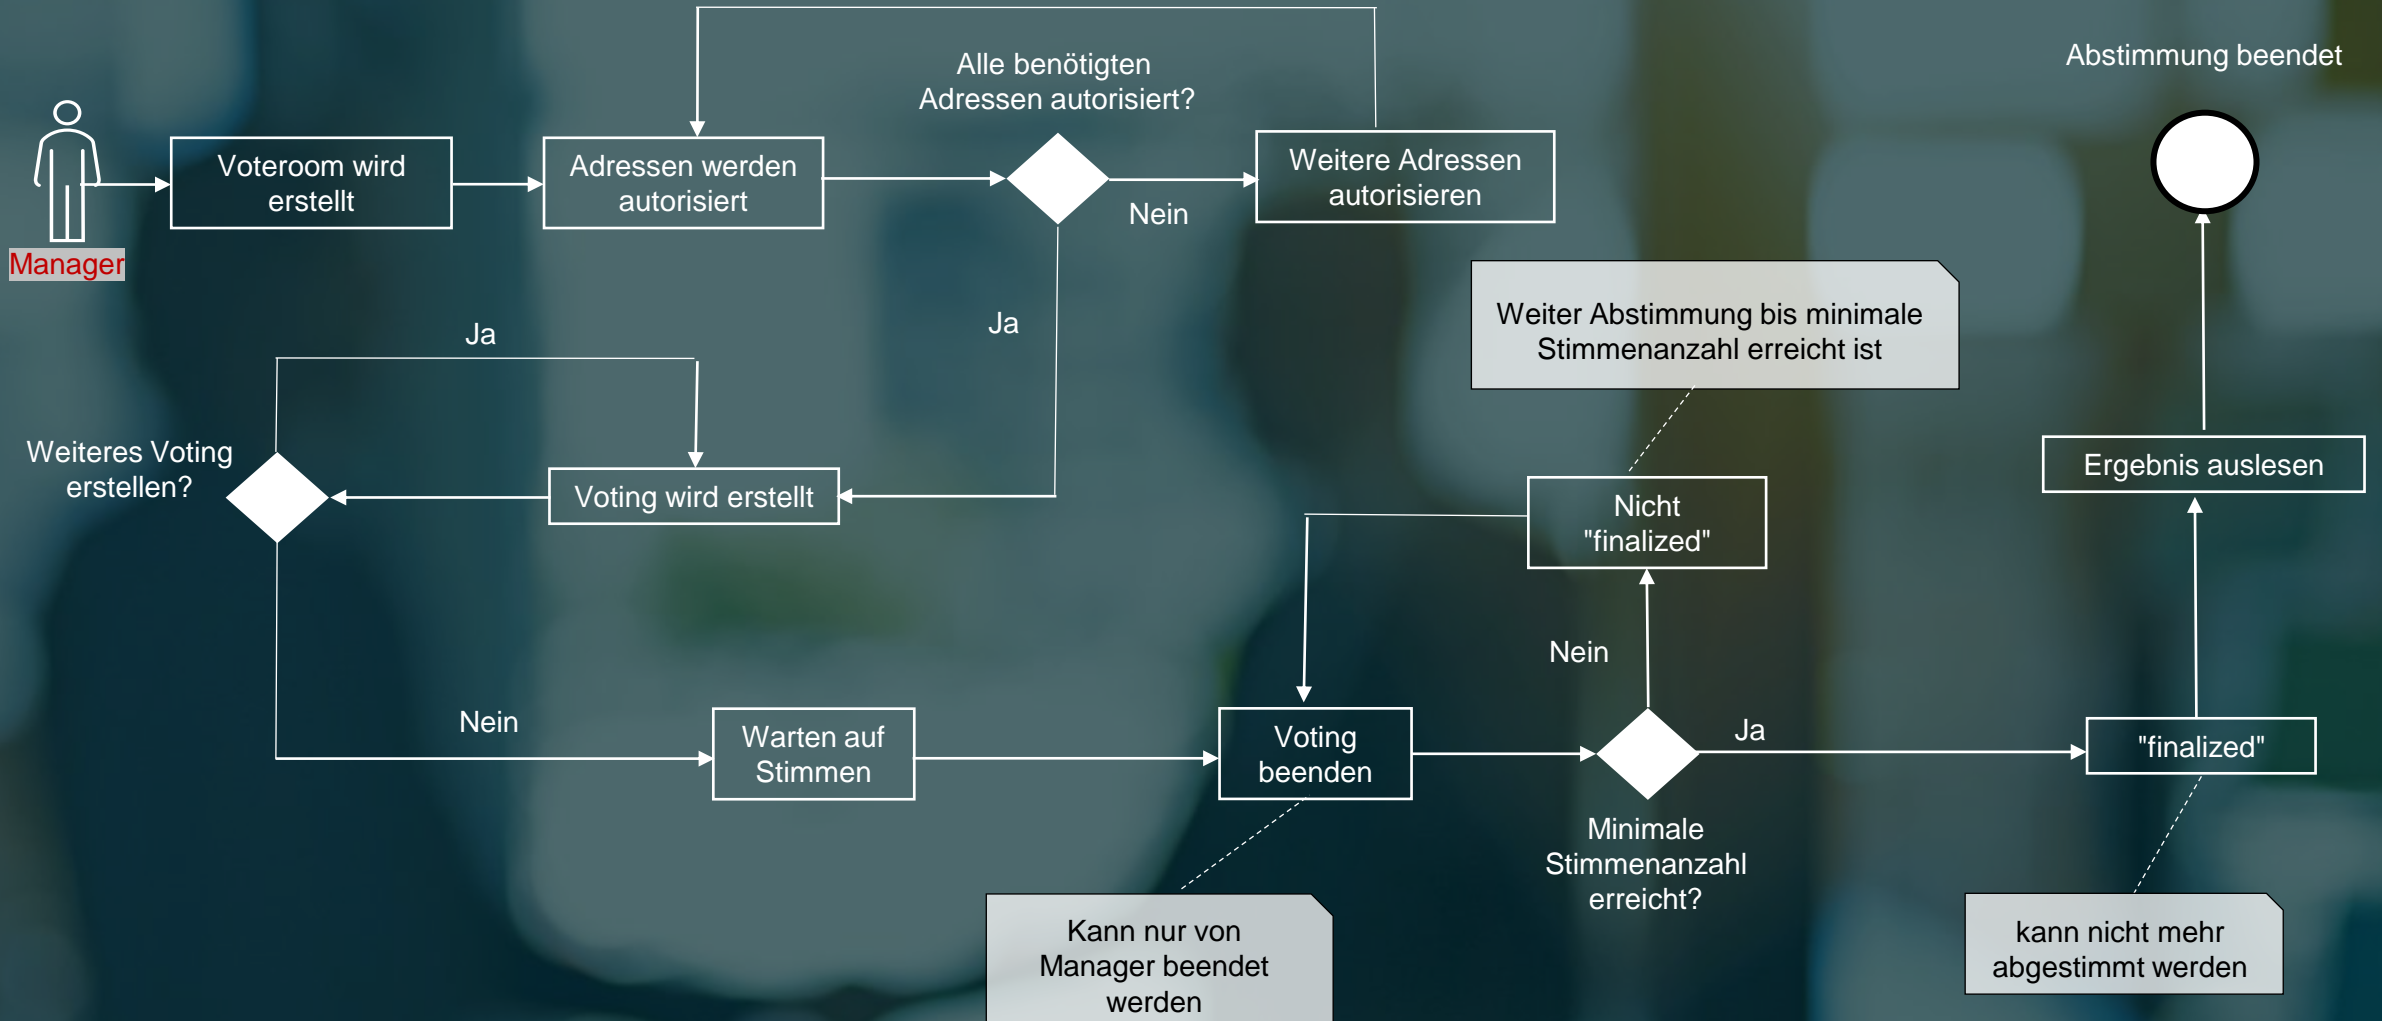 Abstimmung beendet
Alle benötigten
Adressen autorisiert?
Voteroom wird
erstellt
Adressen werden
autorisiert
Weitere Adressen
autorisieren
Nein
Manager
Ja
Ja
Weiter Abstimmung bis minimale
Stimmenanzahl erreicht ist
Weiteres Voting
erstellen?
Voting wird erstellt
Nicht
"finalized"
Ergebnis auslesen
Nein
Nein
Warten auf
Stimmen
Voting
beenden
Ja
"finalized"
Minimale
Stimmenanzahl
erreicht?
Kann nur von
Manager beendet
werden
kann nicht mehr
abgestimmt werden